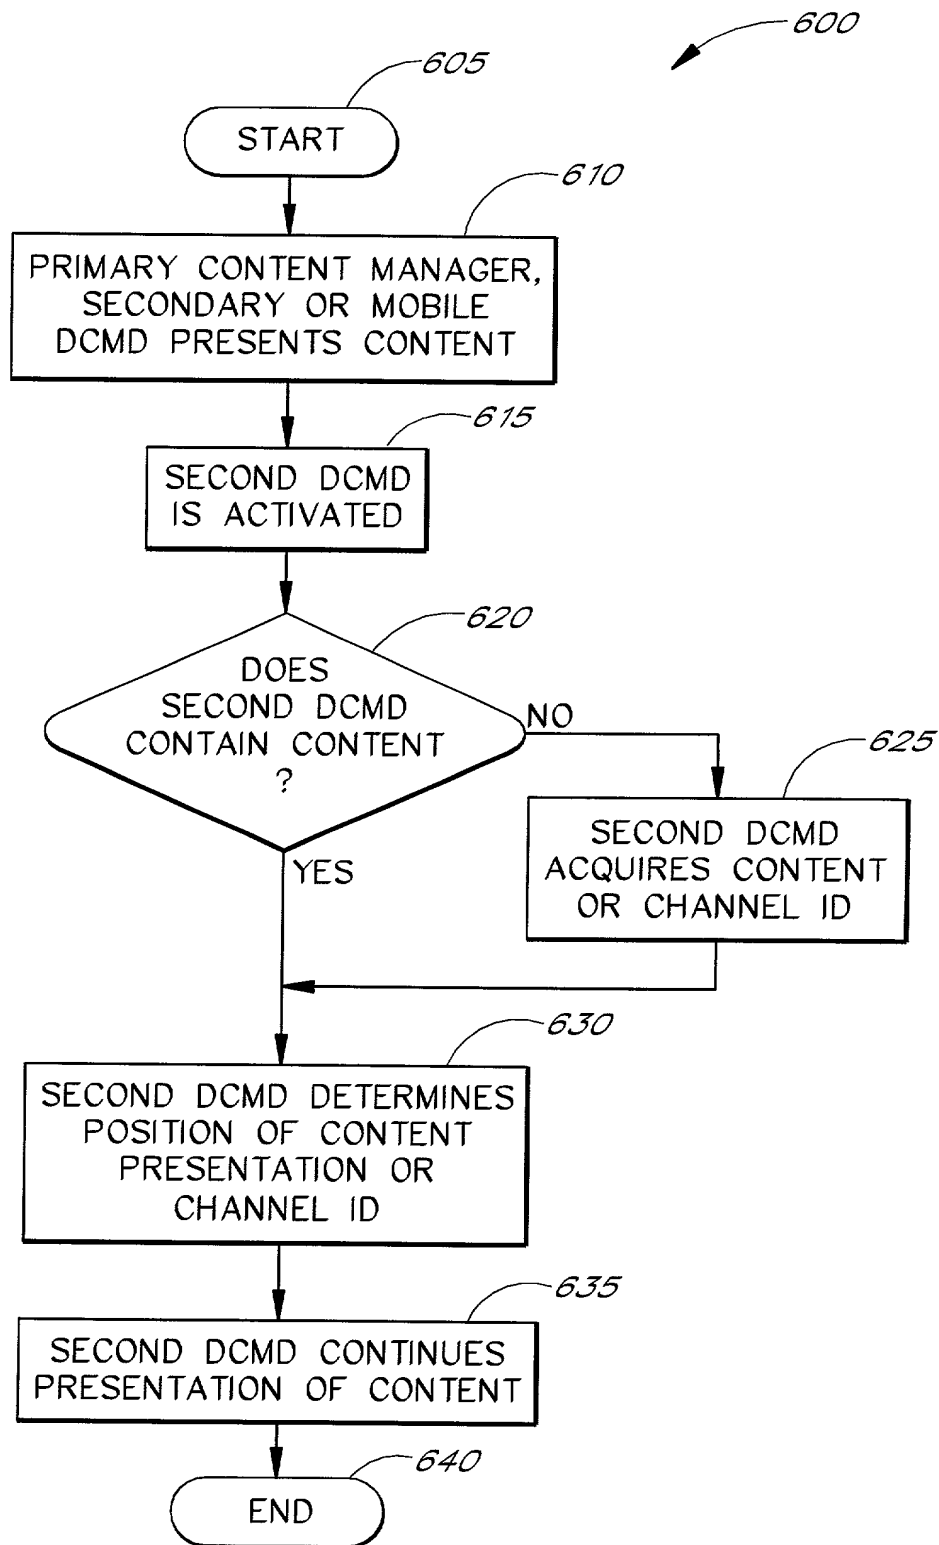 600
605
START
610
PRIMARY CONTENT MANAGER,
SECONDARY OR MOBILE
DCMD PRESENTS CONTENT
615
SECOND DCMD
IS ACTIVATED
620
DOES
SECOND DCMD
CONTAIN CONTENT
?
NO
YES
625
SECOND DCMD
ACQUIRES CONTENT
OR CHANNEL ID
630
SECOND DCMD DETERMINES
POSITION OF CONTENT
PRESENTATION OR
CHANNEL ID
635
SECOND DCMD CONTINUES
PRESENTATION OF CONTENT
640
END